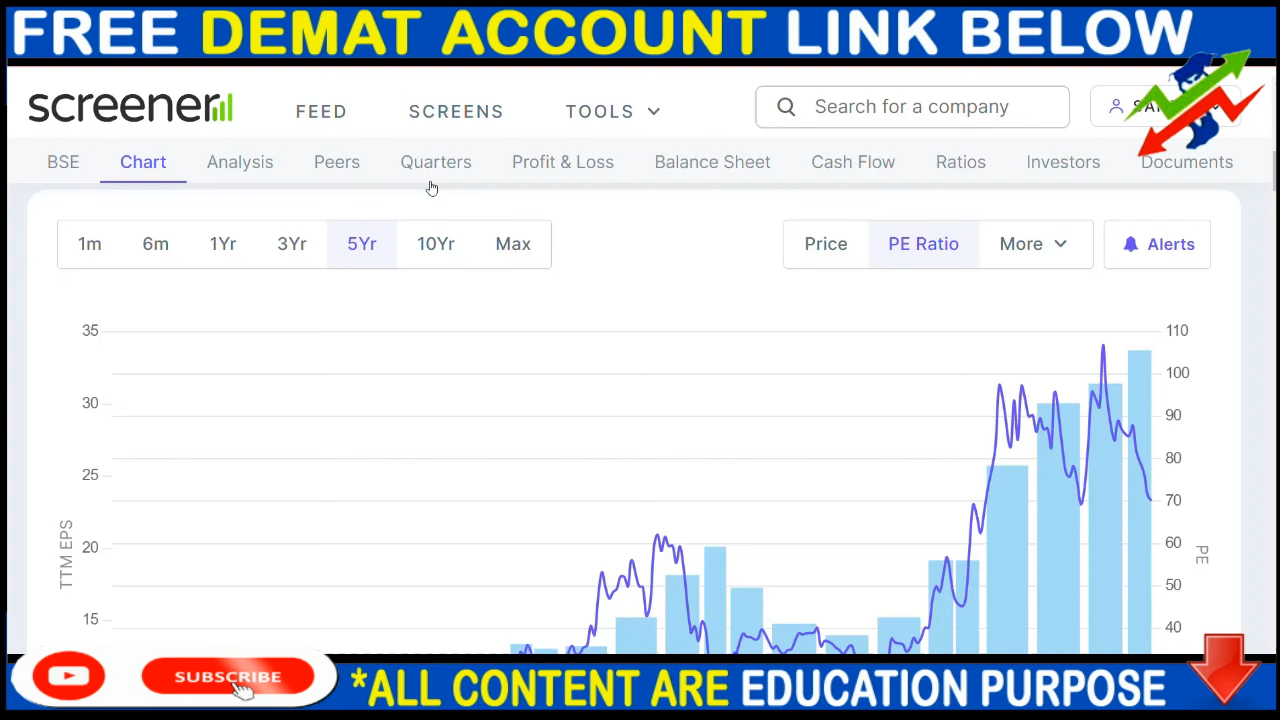 FREE DEMAT ACCOUNT LINK BELOW
screener
FEED SCREENS TOOLS
Search for a company
BSE Chart Analysis Peers Quarters Profit & Loss Balance Sheet Cash Flow Ratios Investors Documents
1m 6m 1Yr 3Yr 5Yr 10Yr Max
Price PE Ratio More
Alerts
35 110
100
30 90
25 80
70
20 60
50
15 40
TTM EPS
PE
SUBSCRIBE
*ALL CONTENT ARE EDUCATION PURPOSE